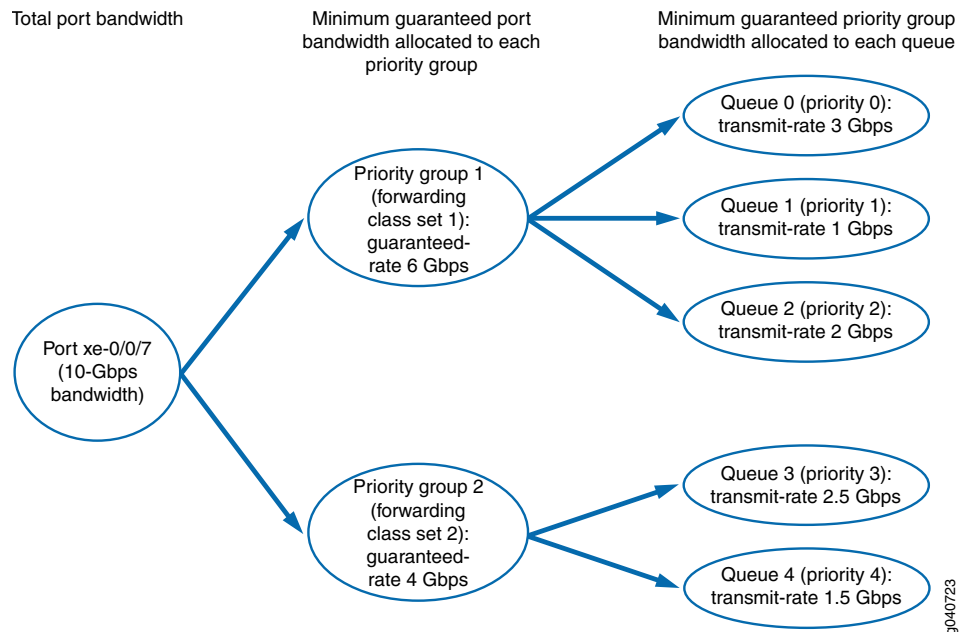 Total port bandwidth
Minimum guaranteed port
bandwidth allocated to each
priority group
Minimum guaranteed priority group
bandwidth allocated to each queue
Queue 0 (priority 0):
transmit-rate 3 Gbps
Priority group 1
(forwarding
class set 1):
guaranteed-
rate 6 Gbps
Queue 1 (priority 1):
transmit-rate 1 Gbps
Queue 2 (priority 2):
transmit-rate 2 Gbps
Port xe-0/0/7
(10-Gbps
bandwidth)
Priority group 2
(forwarding
class set 2):
guaranteed-
rate 4 Gbps
Queue 3 (priority 3):
transmit-rate 2.5 Gbps
Queue 4 (priority 4):
transmit-rate 1.5 Gbps
g040723